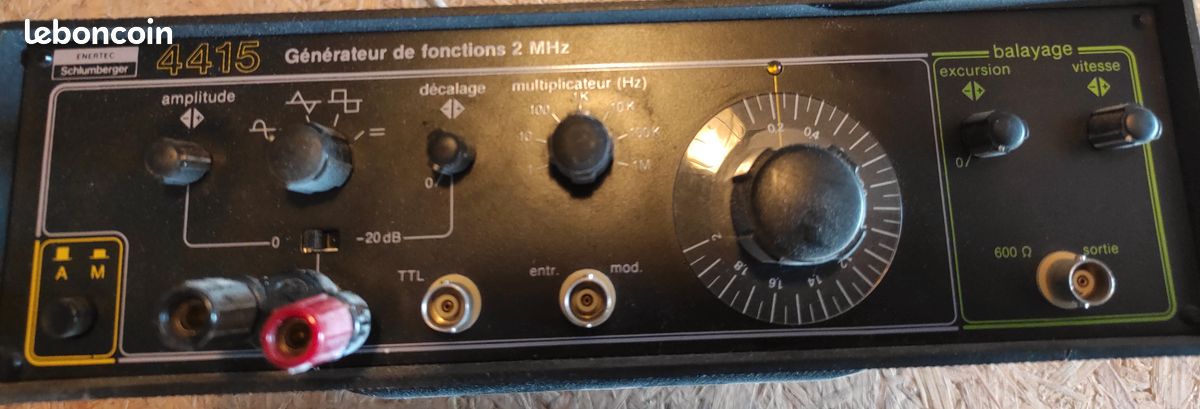 leboncoin
ENERTEC
Schlumberger
4415
Générateur de fonctions 2 MHz
balayage
excursion
vitesse
amplitude
décalage
multiplicateur (Hz)
100
1K
10K
10
100K
1
1M
0,2
0,4
1,2
1,4
1,6
1,8
2
0
0
0
-20dB
A
M
TTL
entr.
mod.
600 Ω
sortie